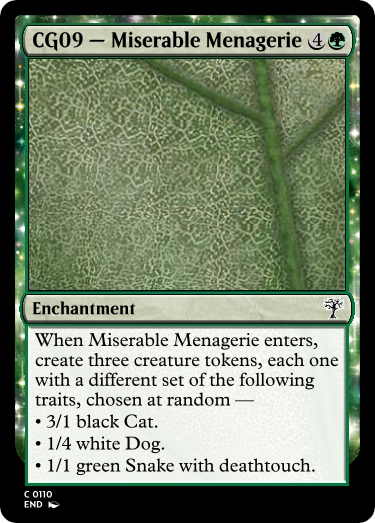 CG09 — Miserable Menagerie 4
Enchantment
When Miserable Menagerie enters,
create three creature tokens, each one
with a different set of the following
traits, chosen at random —
• 3/1 black Cat.
• 1/4 white Dog.
• 1/1 green Snake with deathtouch.
C 0110
END